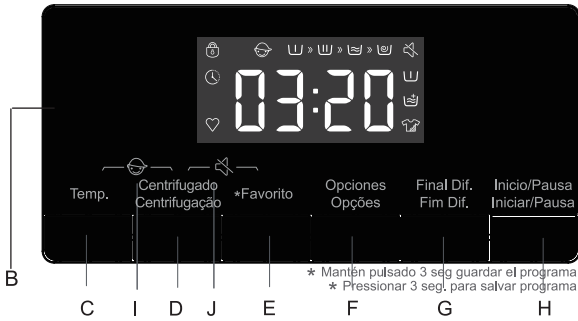 03:20
Temp.
Centrifugado
Centrifugação
*Favorito
Opciones
Opções
Final Dif.
Fim Dif.
Inicio/Pausa
Iniciar/Pausa
* Mantén pulsado 3 seg guardar el programa
* Pressionar 3 seg. para salvar programa
B
C I D J E F G H